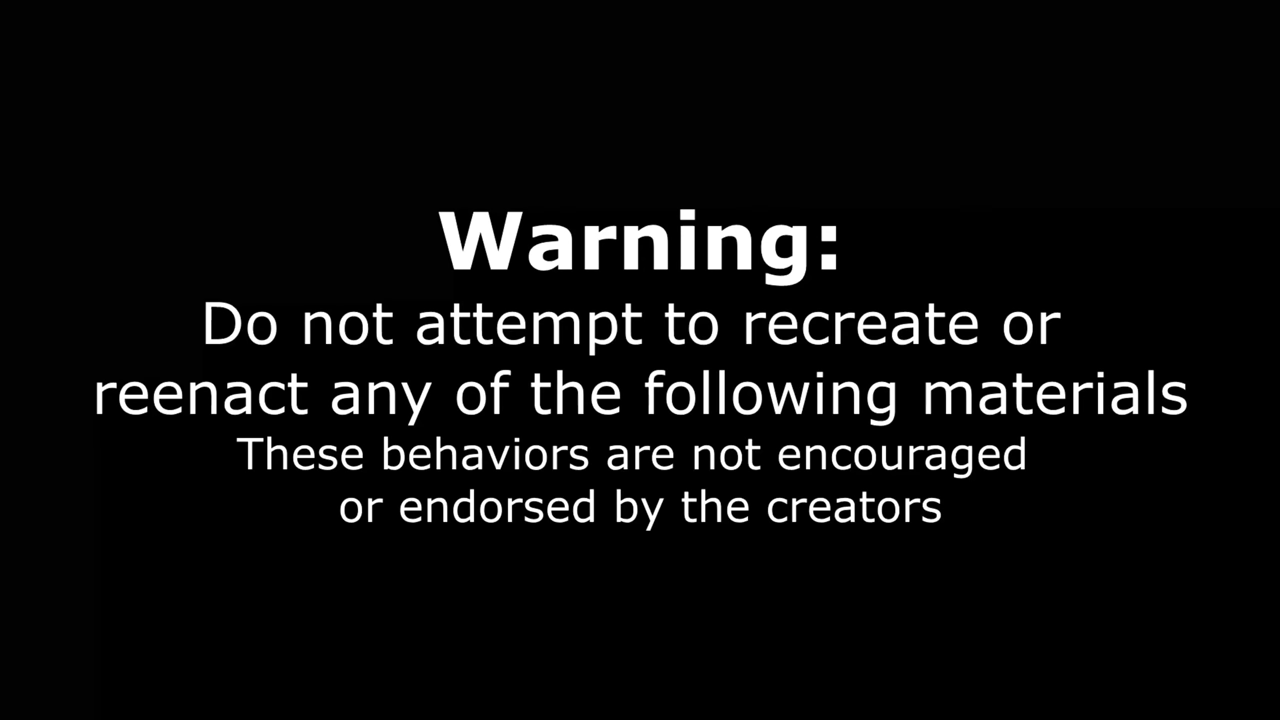 Warning:
Do not attempt to recreate or
reenact any of the following materials
These behaviors are not encouraged
or endorsed by the creators